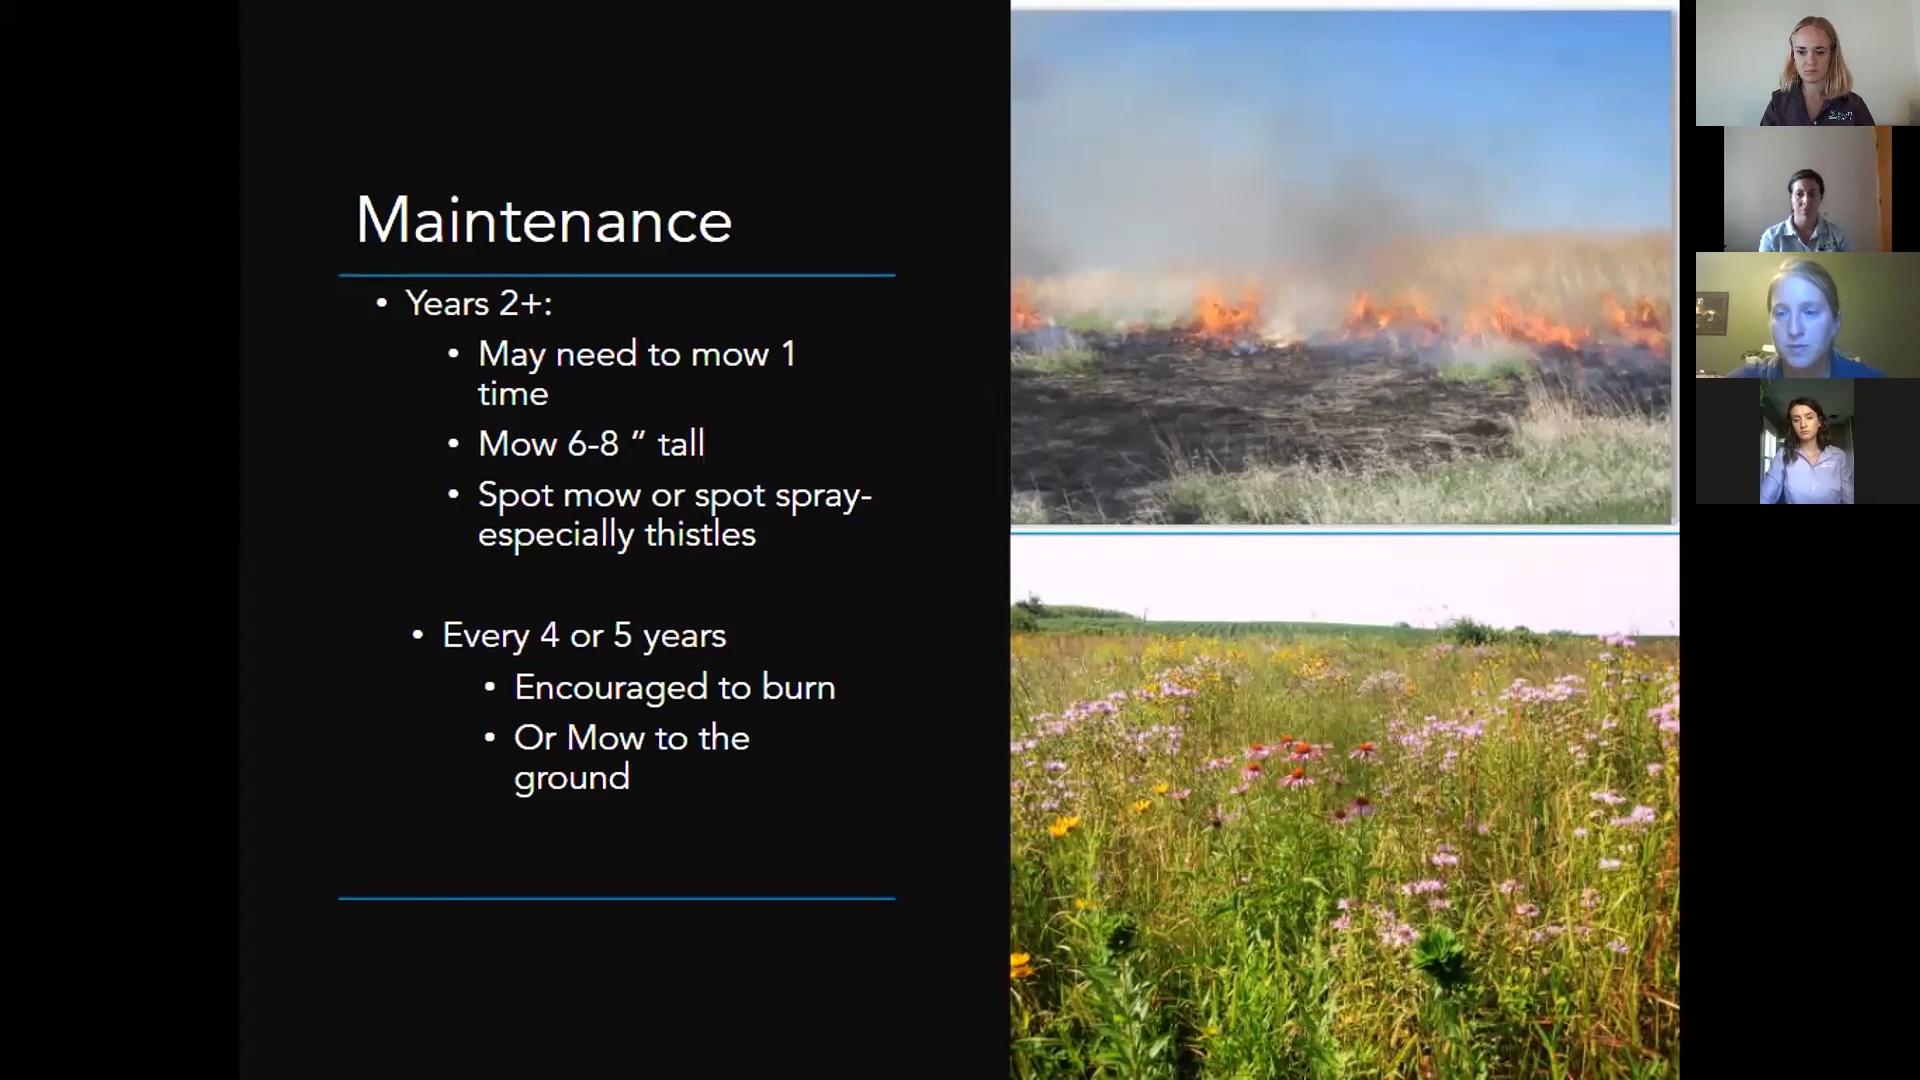 Maintenance
• Years 2+:
• May need to mow 1
time
• Mow 6-8 ” tall
• Spot mow or spot spray-
especially thistles
• Every 4 or 5 years
• Encouraged to burn
• Or Mow to the
ground